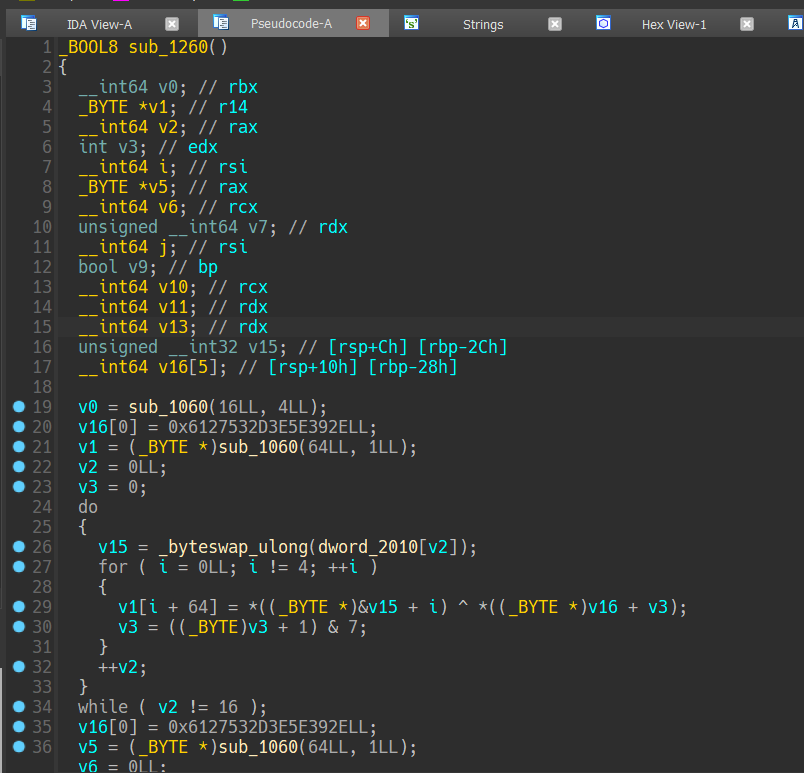 IDA View-A Pseudocode-A Strings Hex View-1
1 _BOOL8 sub_1260()
2 {
3 __int64 v0; // rbx
4 _BYTE *v1; // r14
5 __int64 v2; // rax
6 int v3; // edx
7 __int64 i; // rsi
8 _BYTE *v5; // rax
9 __int64 v6; // rcx
10 unsigned __int64 v7; // rdx
11 __int64 j; // rsi
12 bool v9; // bp
13 __int64 v10; // rcx
14 __int64 v11; // rdx
15 __int64 v13; // rdx
16 unsigned __int32 v15; // [rsp+Ch] [rbp-2Ch]
17 __int64 v16[5]; // [rsp+10h] [rbp-28h]
18
19 v0 = sub_1060(16LL, 4LL);
20 v16[0] = 0x6127532D3E5E392ELL;
21 v1 = (_BYTE *)sub_1060(64LL, 1LL);
22 v2 = 0LL;
23 v3 = 0;
24 do
25 {
26 v15 = _byteswap_ulong(dword_2010[v2]);
27 for ( i = 0LL; i != 4; ++i )
28 {
29 v1[i + 64] = *((_BYTE *)&v15 + i) ^ *((_BYTE *)v16 + v3);
30 v3 = ((_BYTE)v3 + 1) & 7;
31 }
32 ++v2;
33 }
34 while ( v2 != 16 );
35 v16[0] = 0x6127532D3E5E392ELL;
36 v5 = (_BYTE *)sub_1060(64LL, 1LL);
v6 = 0LL;